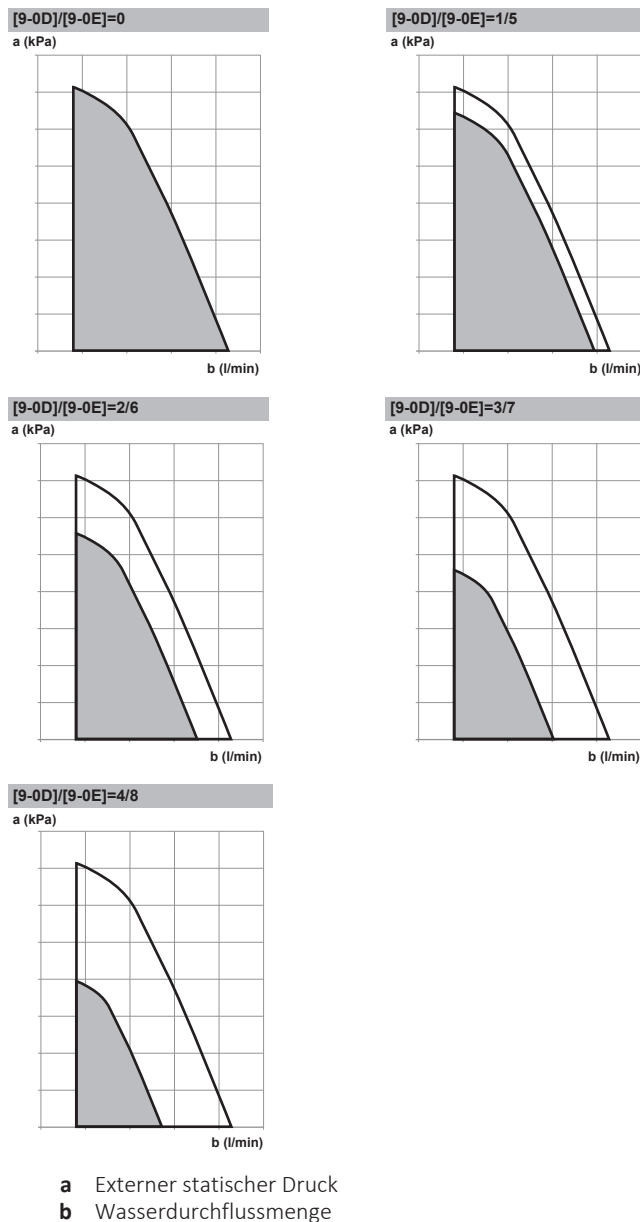 [9-0D]/[9-0E]=0
a (kPa)
b (l/min)
[9-0D]/[9-0E]=1/5
a (kPa)
b (l/min)
[9-0D]/[9-0E]=2/6
a (kPa)
b (l/min)
[9-0D]/[9-0E]=3/7
a (kPa)
b (l/min)
[9-0D]/[9-0E]=4/8
a (kPa)
b (l/min)
a Externer statischer Druck
b Wasserdurchflussmenge